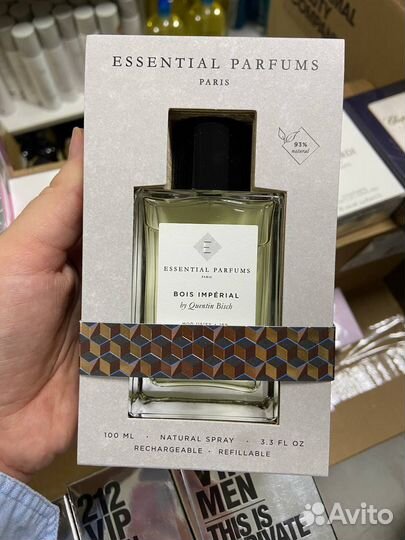 ESSENTIAL PARFUMS
PARIS
93%
natural
E
ESSENTIAL PARFUMS
PARIS
BOIS IMPÉRIAL
by Quentin Bisch
100 ML · NATURAL SPRAY · 3.3 FL OZ
RECHARGEABLE · REFILLABLE
212
VIP
MEN
THIS IS
PRIVATE
Avito